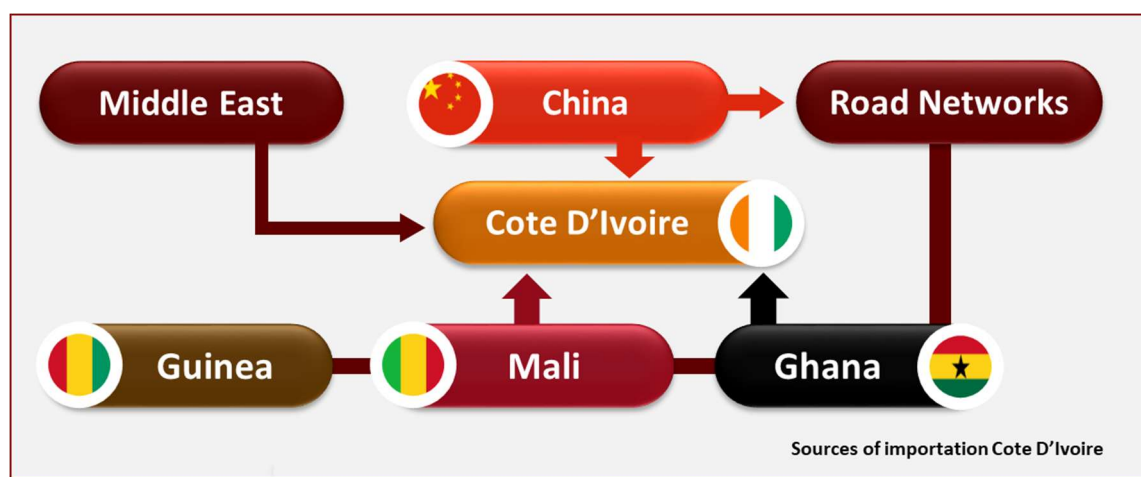 Middle East
China
Road Networks
Cote D’Ivoire
Guinea
Mali
Ghana
Sources of importation Cote D’Ivoire